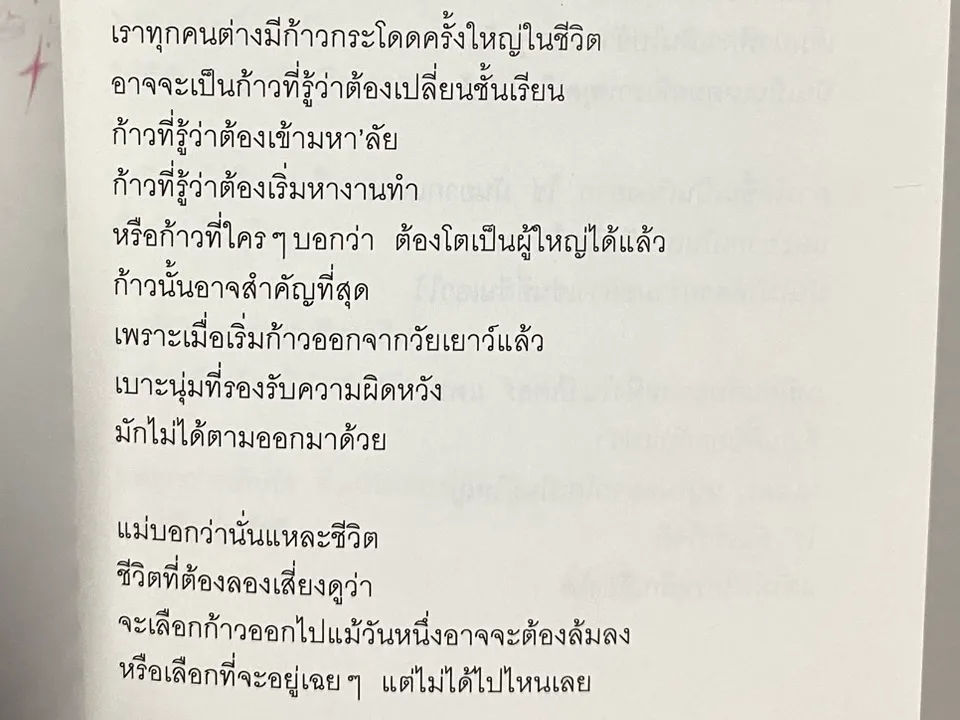 เราทุกคนต่างมีก้าวกระโดดครั้งใหญ่ในชีวิต
อาจจะเป็นก้าวที่รู้ว่าต้องเปลี่ยนชั้นเรียน
ก้าวที่รู้ว่าต้องเข้ามหา'ลัย
ก้าวที่รู้ว่าต้องเริ่มหางานทำ
หรือก้าวที่ใครๆ บอกว่า ต้องโตเป็นผู้ใหญ่ได้แล้ว
ก้าวนั้นอาจสำคัญที่สุด
เพราะเมื่อเริ่มก้าวออกจากวัยเยาว์แล้ว
เบาะนุ่มที่รองรับความผิดหวัง
มักไม่ได้ตามออกมาด้วย
แม่บอกว่านั่นแหละชีวิต
ชีวิตที่ต้องลองเสี่ยงดูว่า
จะเลือกก้าวออกไปแม้วันหนึ่งอาจจะต้องล้มลง
หรือเลือกที่จะอยู่เฉยๆ แต่ไม่ได้ไปไหนเลย